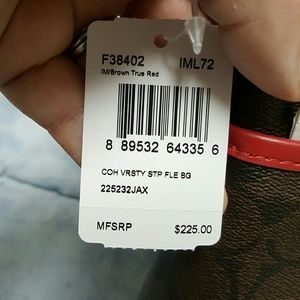 F38402 IML72
IM/Brown True Red
8 89532 64335 6
COH VRSTY STP FLE BG
225232JAX
MFSRP $225.00